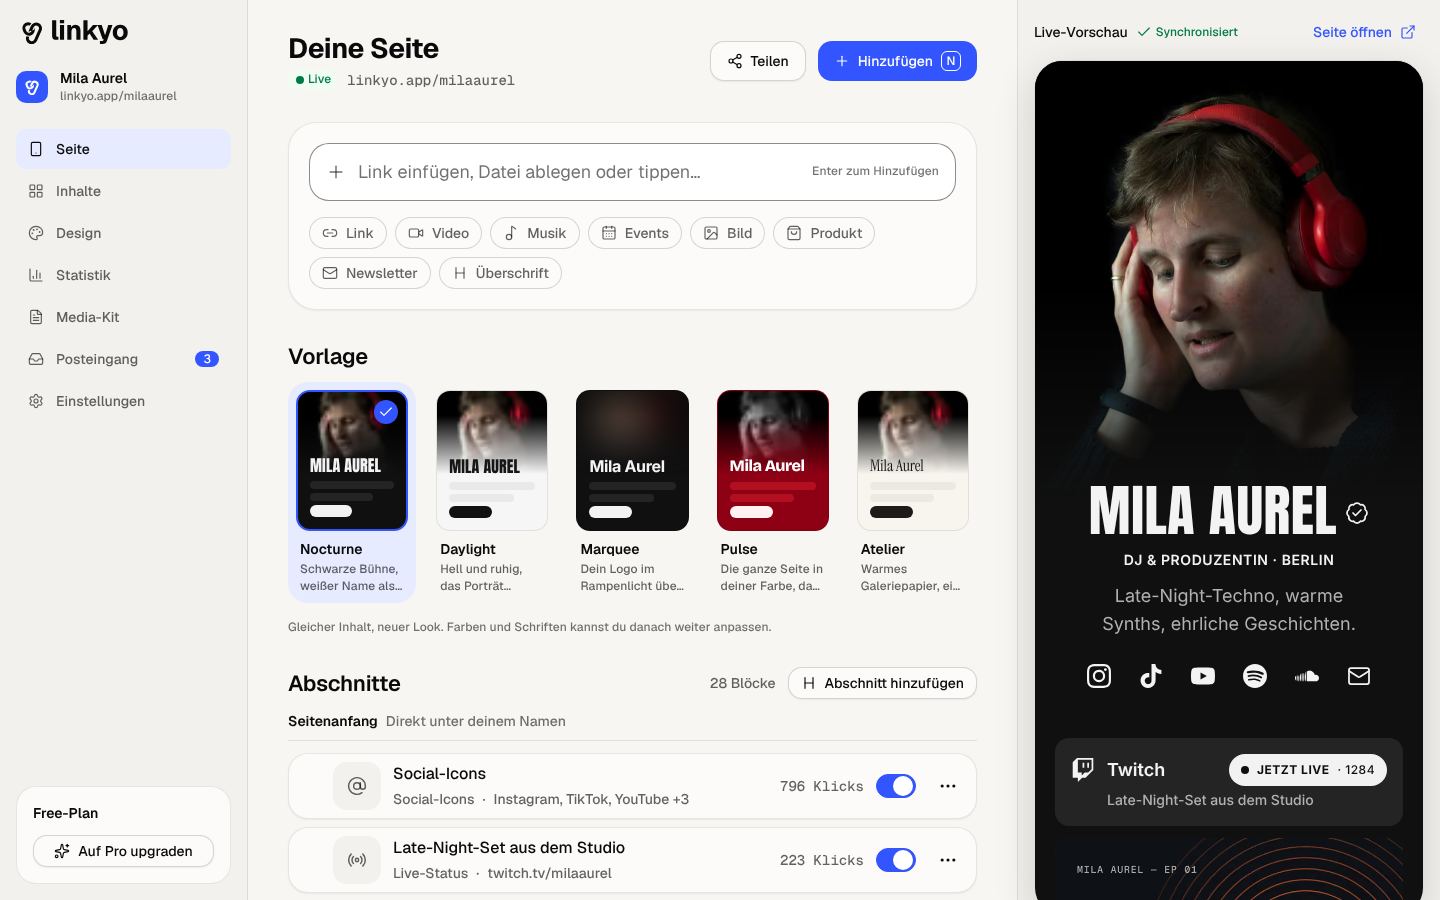 linkyo
Mila Aurel
linkyo.app/milaaurel
Seite
Inhalte
Design
Statistik
Media-Kit
Posteingang 3
Einstellungen
Free-Plan
Auf Pro upgraden
Deine Seite
Live linkyo.app/milaaurel
Teilen
Hinzufügen N
Link einfügen, Datei ablegen oder tippen… Enter zum Hinzufügen
Link Video Musik Events Bild Produkt
Newsletter Überschrift
Vorlage
MILA AUREL
Nocturne
Schwarze Bühne,
weißer Name als…
MILA AUREL
Daylight
Hell und ruhig,
das Porträt…
Mila Aurel
Marquee
Dein Logo im
Rampenlicht übe…
Mila Aurel
Pulse
Die ganze Seite in
deiner Farbe, da…
Mila Aurel
Atelier
Warmes
Galeriepapier, ei…
Gleicher Inhalt, neuer Look. Farben und Schriften kannst du danach weiter anpassen.
Abschnitte 28 Blöcke H Abschnitt hinzufügen
Seitenanfang Direkt unter deinem Namen
Social-Icons
Social-Icons · Instagram, TikTok, YouTube +3
796 Klicks
Late-Night-Set aus dem Studio
Live-Status · twitch.tv/milaaurel
223 Klicks
Live-Vorschau Synchronisiert Seite öffnen
MILA AUREL
DJ & PRODUZENTIN · BERLIN
Late-Night-Techno, warme
Synths, ehrliche Geschichten.
Twitch JETZT LIVE · 1284
Late-Night-Set aus dem Studio
MILA AUREL — EP 01